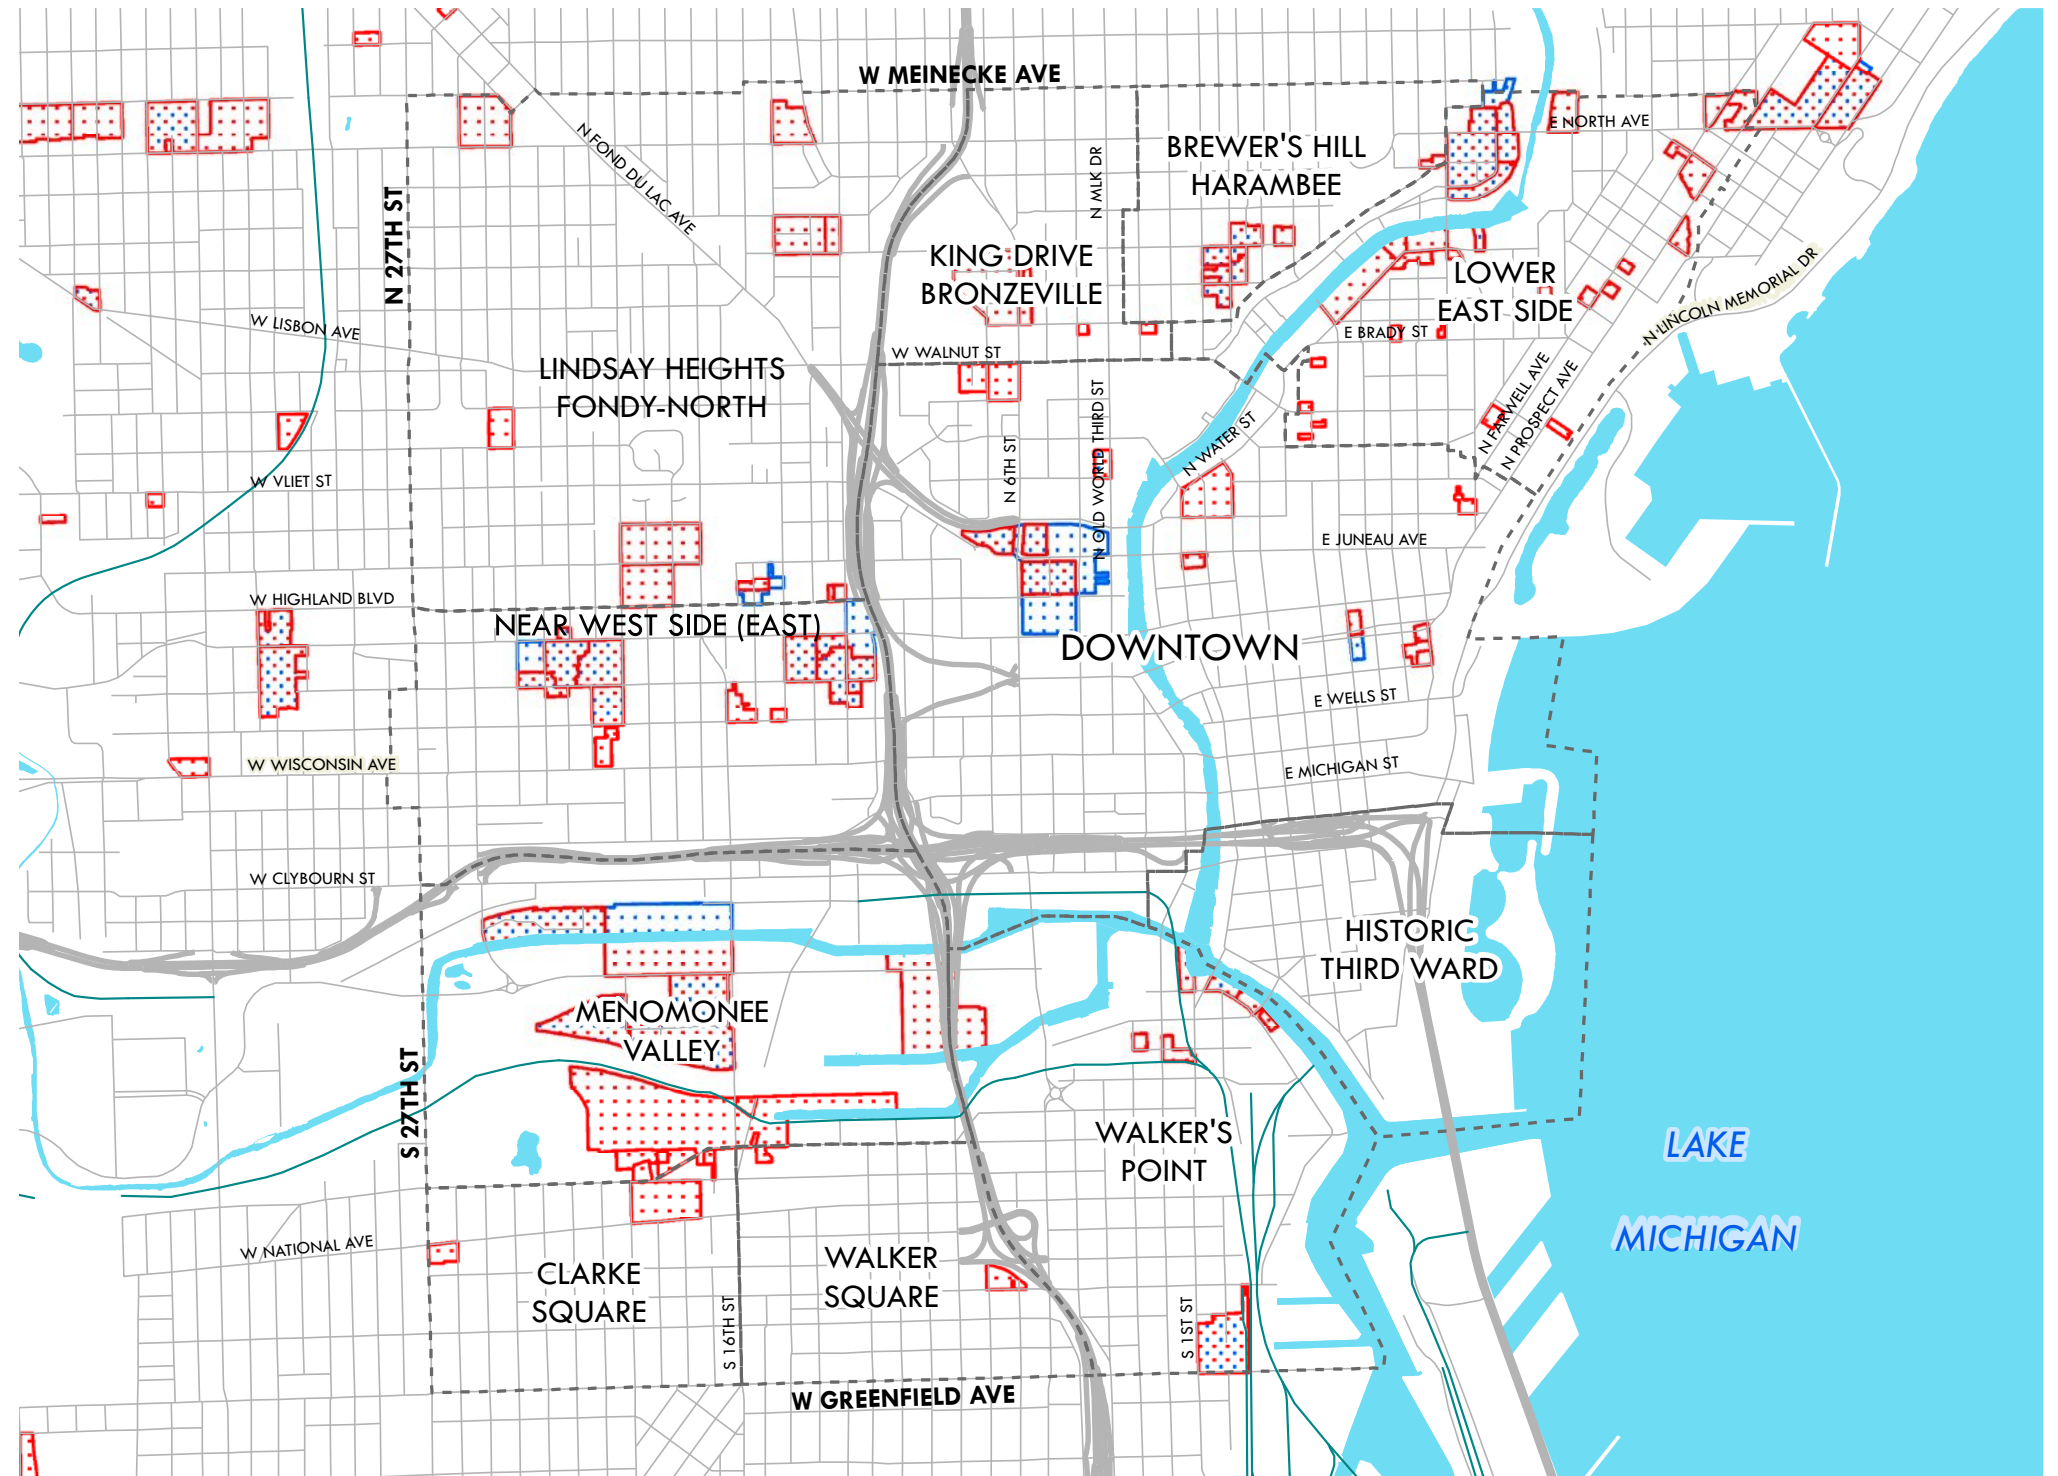 W MEINECKE AVE
E NORTH AVE
N FOND DU LAC AVE
N MLK DR
BREWER'S HILL
HARAMBEE
N 27TH ST
KING DRIVE
BRONZEVILLE
LOWER
EAST SIDE
N LINCOLN MEMORIAL DR
W LISBON AVE
E BRADY ST
W WALNUT ST
LINDSAY HEIGHTS
FONDY-NORTH
N FARWELL AVE
N PROSPECT AVE
N OLD WORLD THIRD ST
N WATER ST
N 6TH ST
W VLIET ST
E JUNEAU AVE
W HIGHLAND BLVD
NEAR WEST SIDE (EAST)
DOWNTOWN
E WELLS ST
W WISCONSIN AVE
E MICHIGAN ST
W CLYBOURN ST
HISTORIC
THIRD WARD
MENOMONEE
VALLEY
S 27TH ST
WALKER'S
POINT
LAKE
MICHIGAN
W NATIONAL AVE
CLARKE
SQUARE
WALKER
SQUARE
S 16TH ST
S 1ST ST
W GREENFIELD AVE